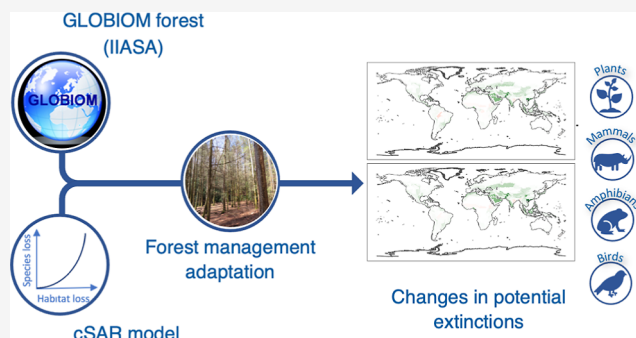 GLOBIOM forest
(IIASA)
GLOBIOM
Species loss
Habitat loss
cSAR model
Forest management
adaptation
Changes in potential
extinctions
Plants
Mammals
Amphibians
Birds